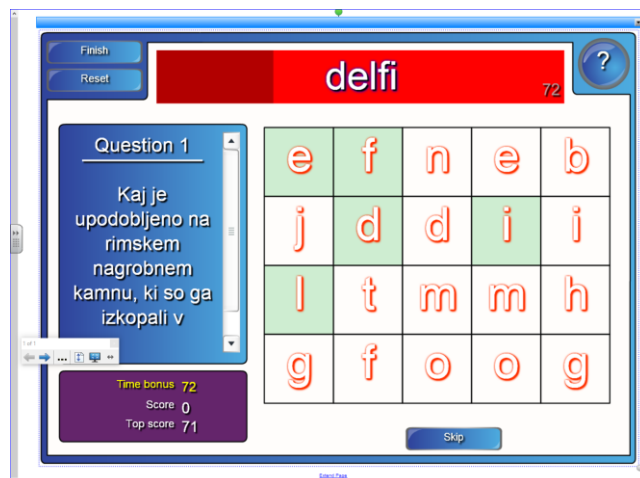 Finish
Reset
delfi
72
?
Question 1
Kaj je
upodobljeno na
rimskem
nagrobnem
kamnu, ki so ga
izkopali v
e f n e b
j d d i i
l t m m h
g f o o g
1 of 1
Time bonus 72
Score 0
Top score 71
Skip
Extend Page